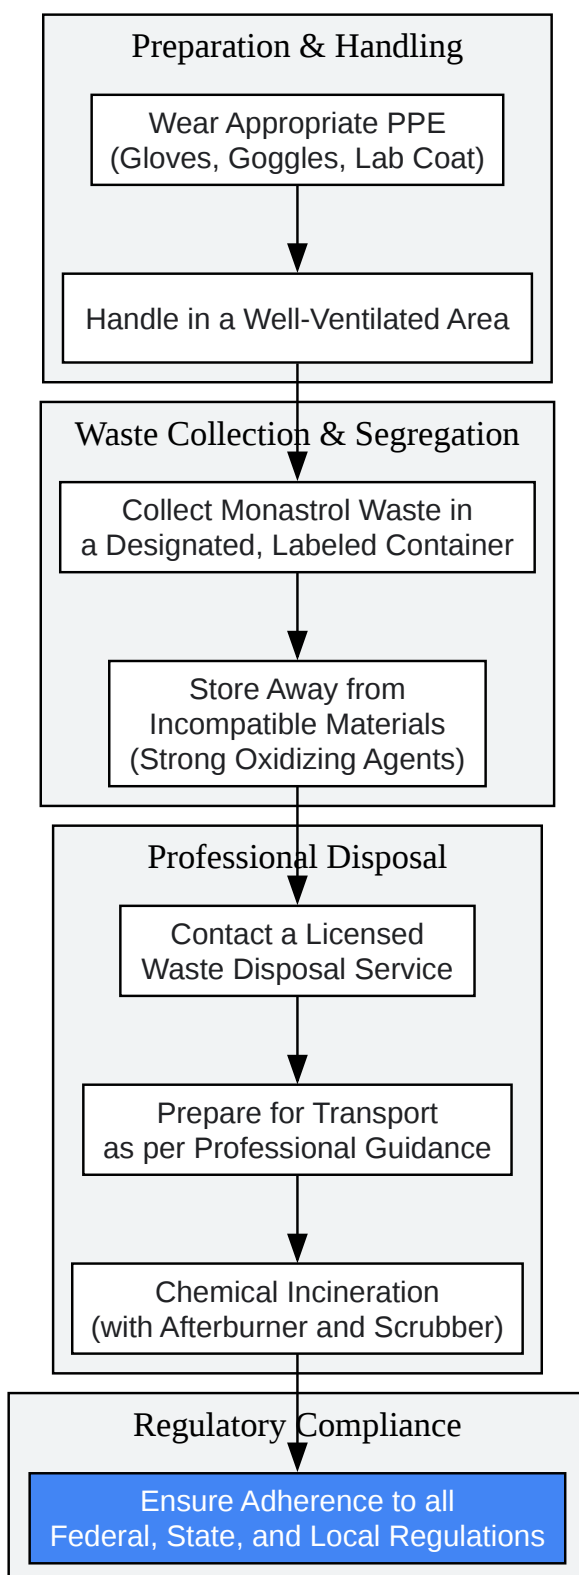 Preparation & Handling
Wear Appropriate PPE
(Gloves, Goggles, Lab Coat)
Handle in a Well-Ventilated Area
Waste Collection & Segregation
Collect Monastrol Waste in
a Designated, Labeled Container
Store Away from
Incompatible Materials
(Strong Oxidizing Agents)
Professional Disposal
Contact a Licensed
Waste Disposal Service
Prepare for Transport
as per Professional Guidance
Chemical Incineration
(with Afterburner and Scrubber)
Regulatory Compliance
Ensure Adherence to all
Federal, State, and Local Regulations